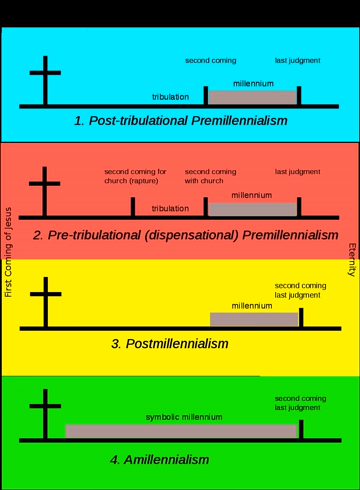 second coming
last judgment
millennium
tribulation
1. Post-tribulational Premillennialism
second coming for
church (rapture)
second coming
with church
last judgment
millennium
tribulation
2. Pre-tribulational (dispensational) Premillennialism
First Coming of Jesus
Eternity
second coming
last judgment
millennium
3. Postmillennialism
second coming
last judgment
symbolic millennium
4. Amillennialism